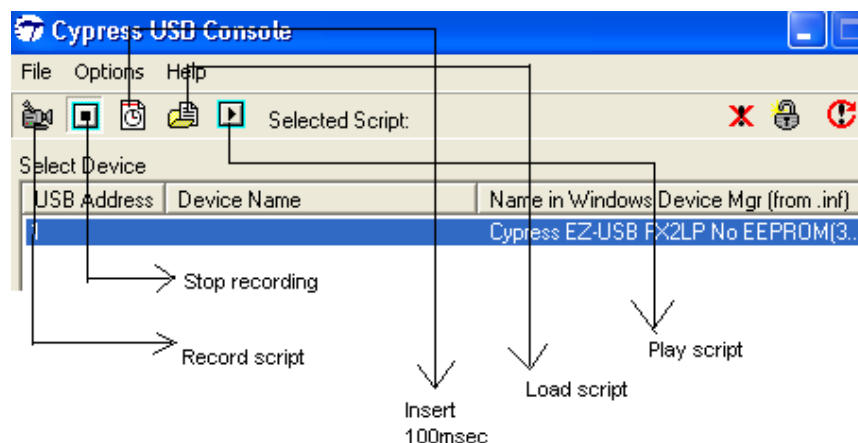 Cypress USB Console
File Options Help
Selected Script:
Select Device
USB Address Device Name Name in Windows Device Mgr (from .inf)
1 Cypress EZ-USB FX2LP No EEPROM(3...
Stop recording
Record script
Play script
Load script
Insert
100msec